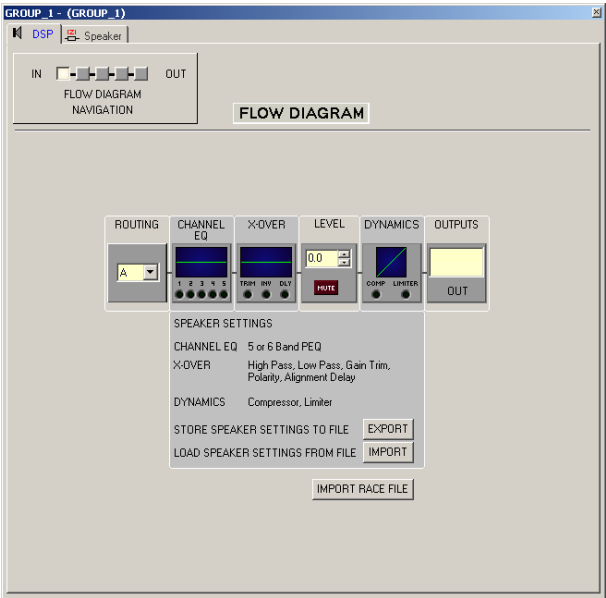 GROUP_1 - (GROUP_1)
DSP Speaker
IN OUT
FLOW DIAGRAM
NAVIGATION
FLOW DIAGRAM
ROUTING CHANNEL EQ X-OVER LEVEL DYNAMICS OUTPUTS
A 0.0
1 2 3 4 5 TRIM INV DLY MUTE COMP LIMITER OUT
SPEAKER SETTINGS
CHANNEL EQ 5 or 6 Band PEQ
X-OVER High Pass, Low Pass, Gain Trim,
Polarity, Alignment Delay
DYNAMICS Compressor, Limiter
STORE SPEAKER SETTINGS TO FILE EXPORT
LOAD SPEAKER SETTINGS FROM FILE IMPORT
IMPORT RACE FILE